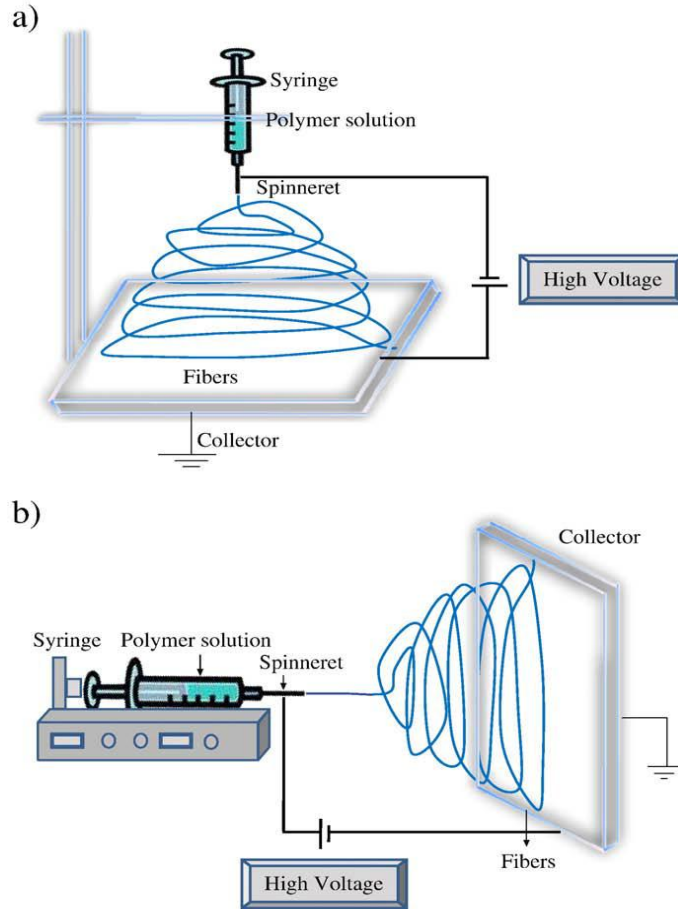 a)
Syringe
Polymer solution
Spinneret
High Voltage
Fibers
Collector
b)
Collector
Syringe
Polymer solution
Spinneret
Fibers
High Voltage